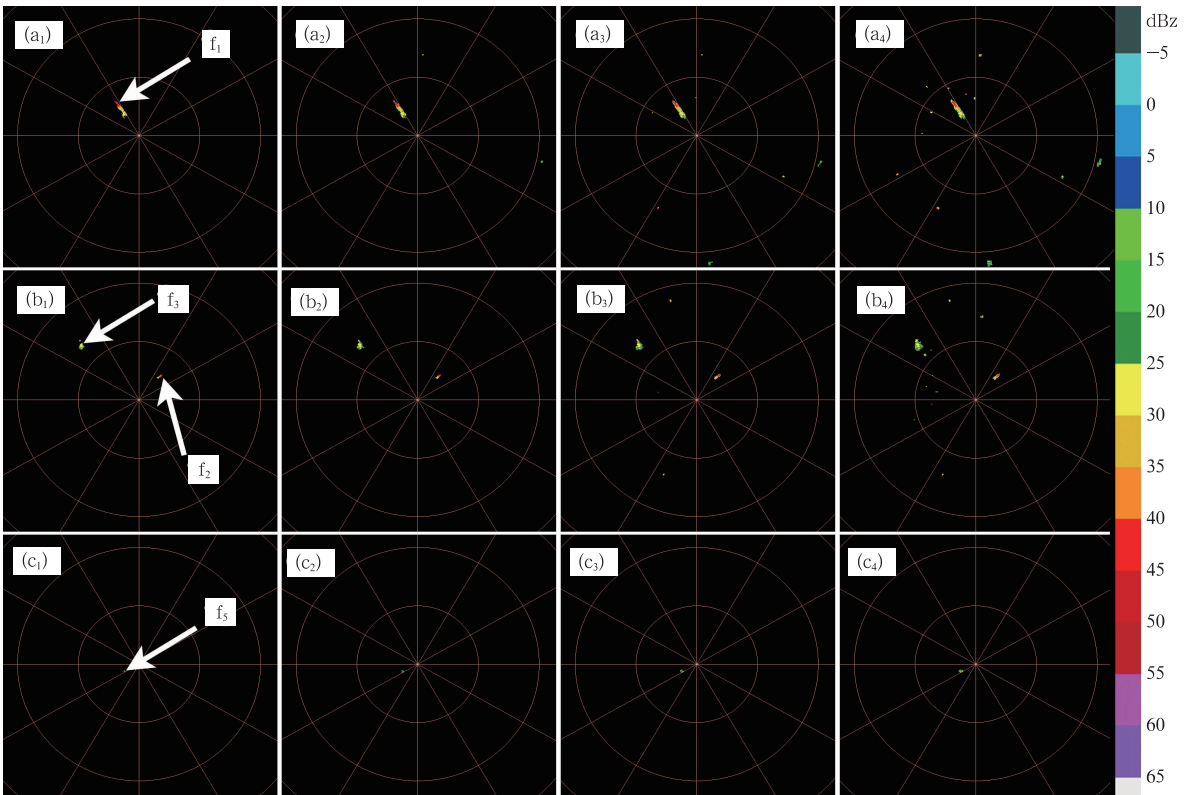 (a₁)
f₁
(a₂)
(a₃)
(a₄)
(b₁)
f₃
f₂
(b₂)
(b₃)
(b₄)
(c₁)
f₅
(c₂)
(c₃)
(c₄)
dBz
−5
0
5
10
15
20
25
30
35
40
45
50
55
60
65